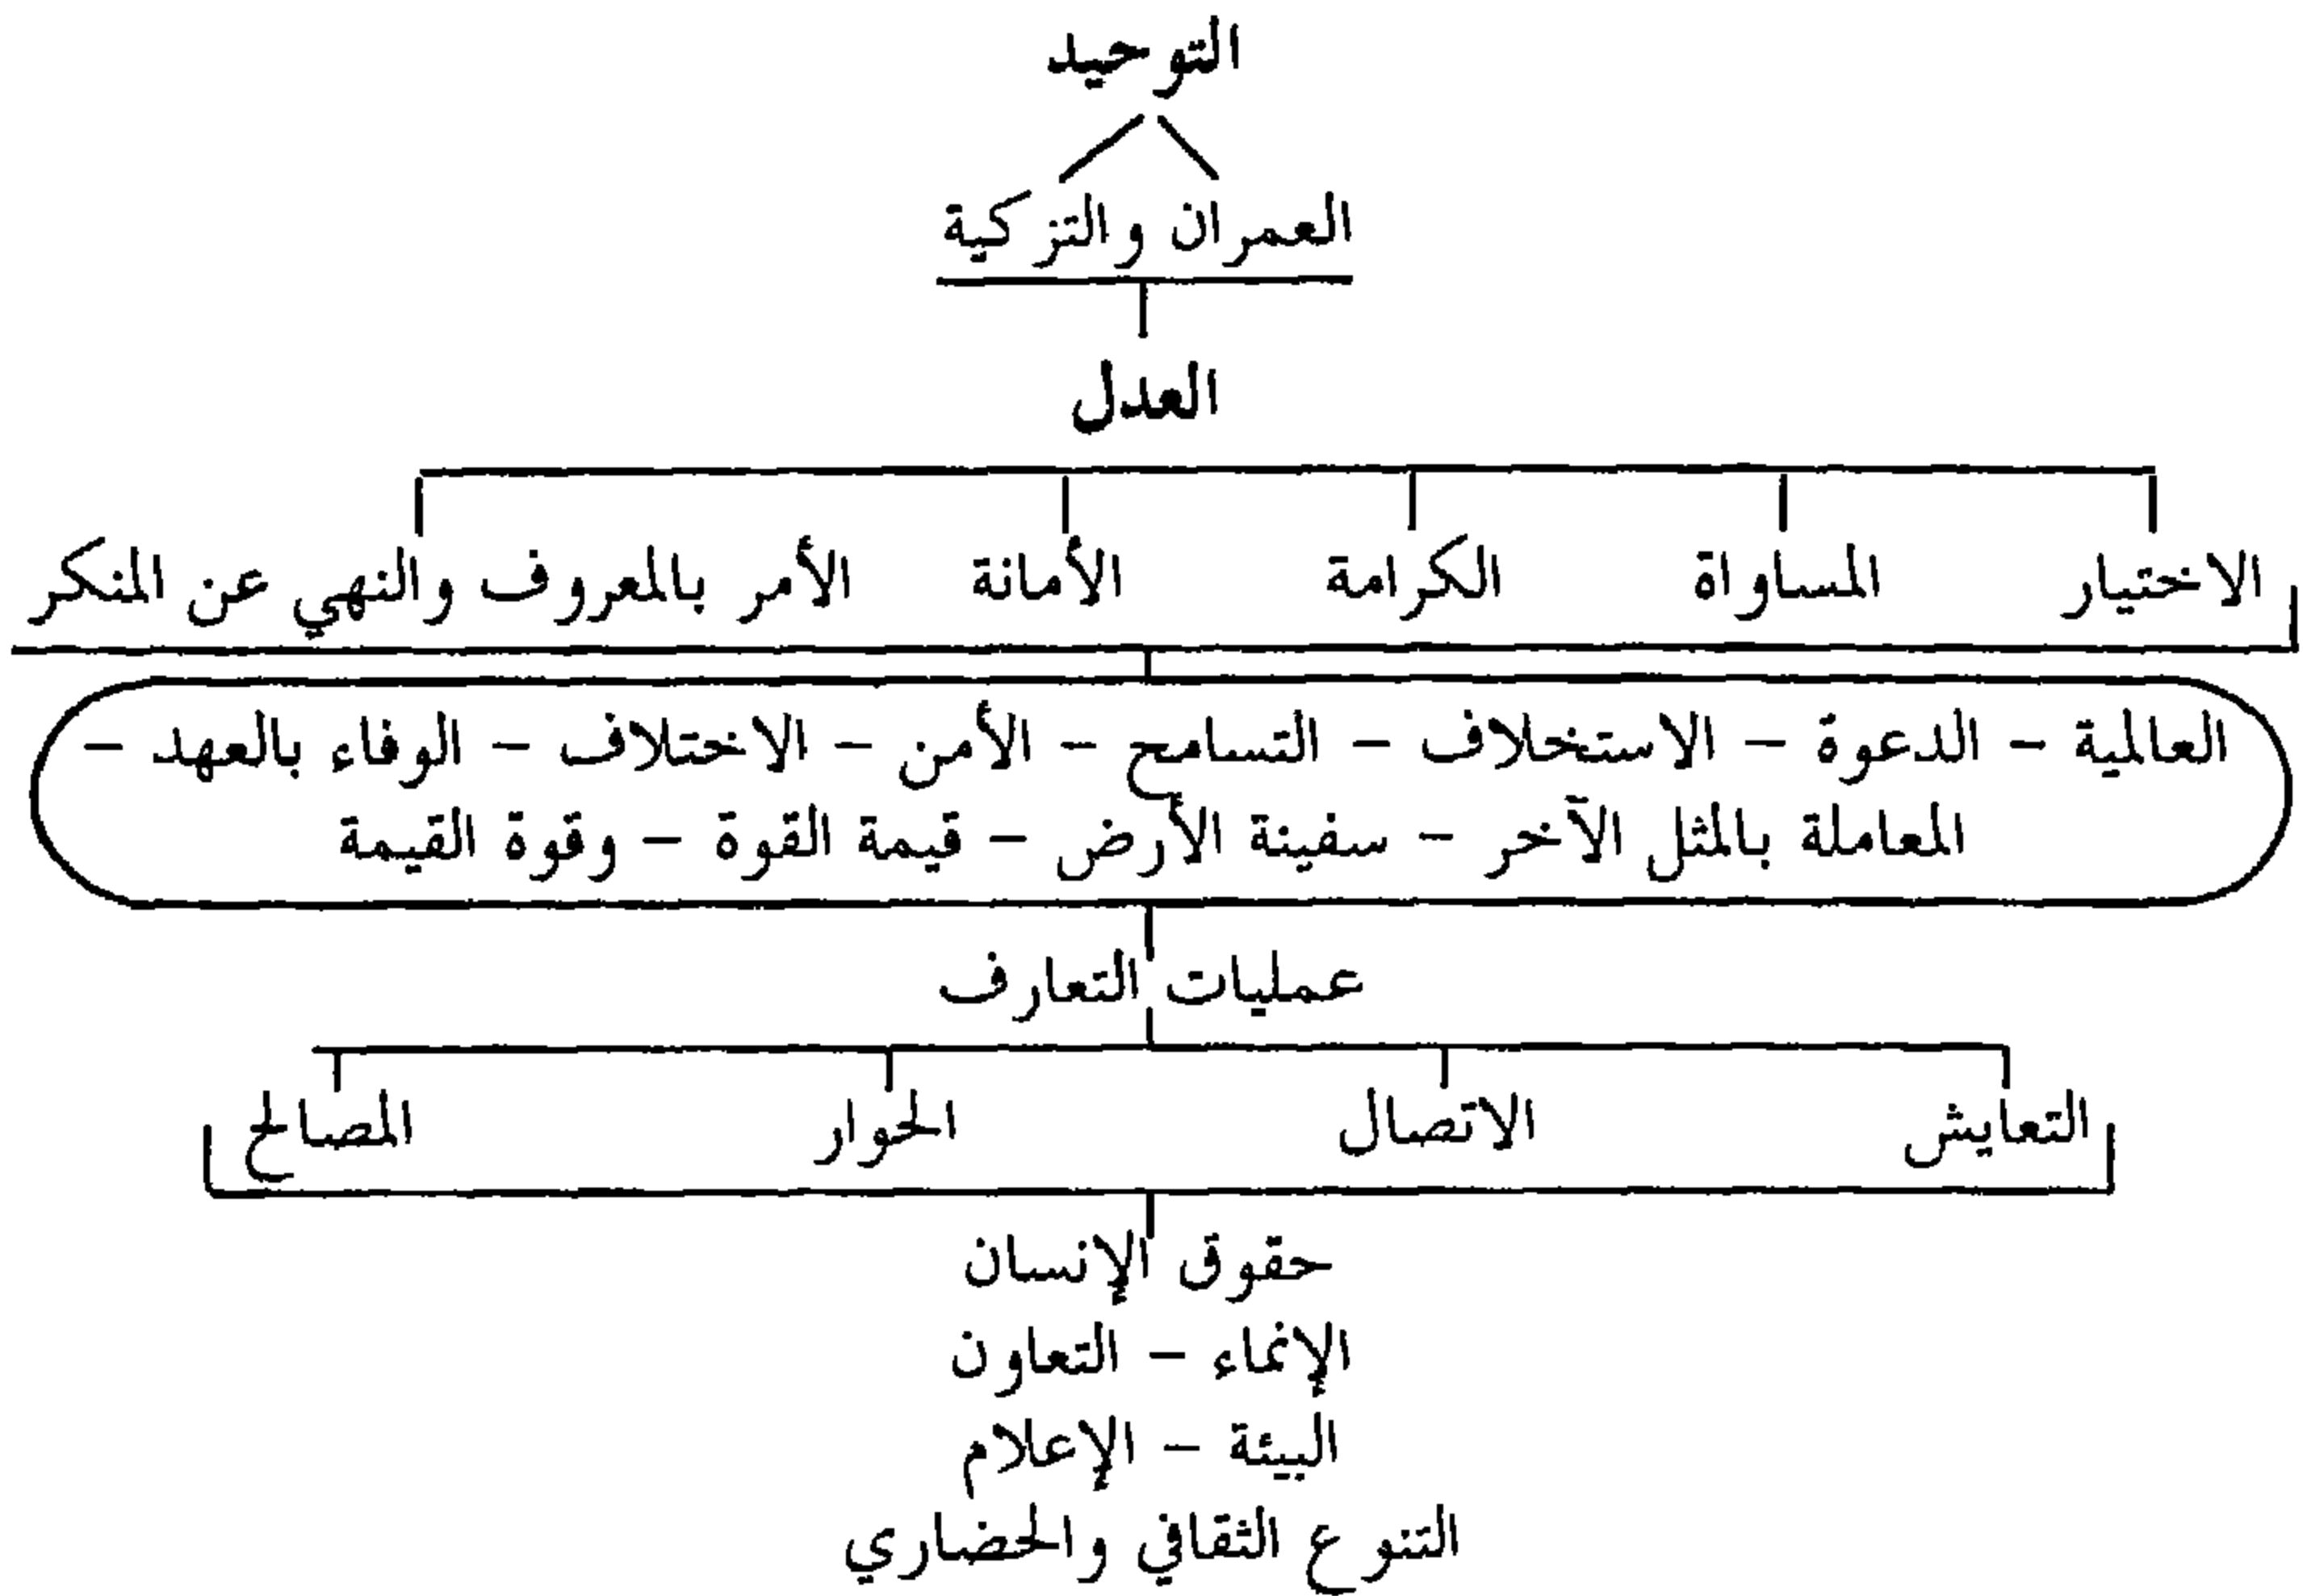 التوحيد
العمران والتزكية
العدل
الاختيار المساواة الكرامة الأمانة الأمر بالمعروف والنهي عن المنكر
العالمية – الدعوة – الاستخلاف – التسامح – الأمن – الاختلاف – الوفاء بالعهد –
المعاملة بالمثل الآخر – سفينة الأرض – قيمة القوة – وقوة القيمة
عمليات التعارف
التعايش الاتصال الحوار المصالح
حقوق الإنسان
الإنماء – التعاون
البيئة – الإعلام
التنوع الثقافي والحضاري